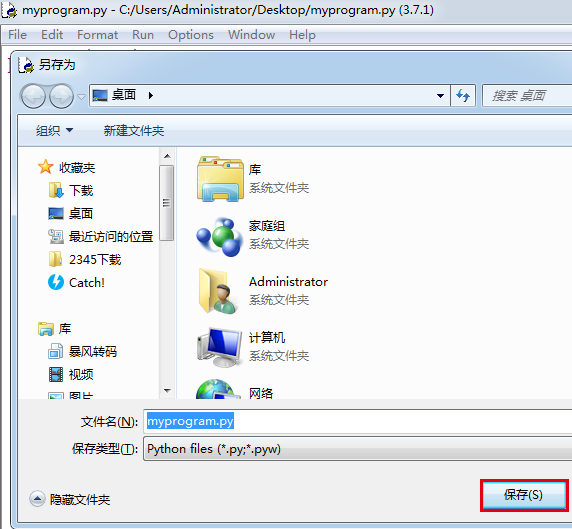 myprogram.py - C:/Users/Administrator/Desktop/myprogram.py (3.7.1)
File Edit Format Run Options Window Help
另存为
桌面
搜索 桌面
组织 新建文件夹
收藏夹
下载
桌面
最近访问的位置
2345下载
Catch!
库
暴风转码
视频
图片
库
系统文件夹
家庭组
系统文件夹
Administrator
系统文件夹
计算机
系统文件夹
网络
文件名(N): myprogram.py
保存类型(T): Python files (*.py;*.pyw)
隐藏文件夹
保存(S)